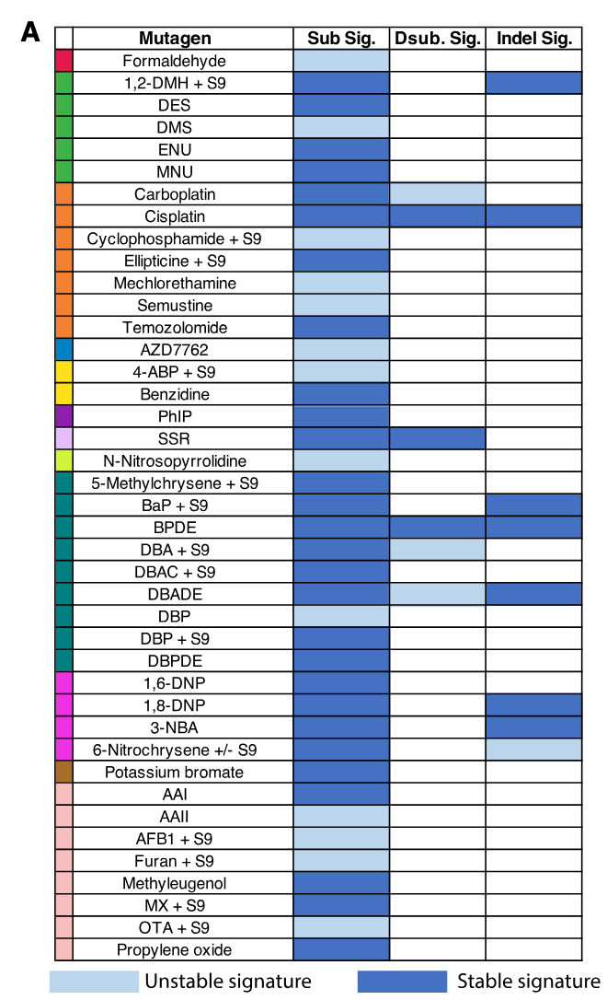 A
Mutagen Sub Sig. Dsub. Sig. Indel Sig.
Formaldehyde
1,2-DMH + S9
DES
DMS
ENU
MNU
Carboplatin
Cisplatin
Cyclophosphamide + S9
Ellipticine + S9
Mechlorethamine
Semustine
Temozolomide
AZD7762
4-ABP + S9
Benzidine
PhIP
SSR
N-Nitrosopyrrolidine
5-Methylchrysene + S9
BaP + S9
BPDE
DBA + S9
DBAC + S9
DBADE
DBP
DBP + S9
DBPDE
1,6-DNP
1,8-DNP
3-NBA
6-Nitrochrysene +/- S9
Potassium bromate
AAI
AAII
AFB1 + S9
Furan + S9
Methyleugenol
MX + S9
OTA + S9
Propylene oxide
Unstable signature Stable signature